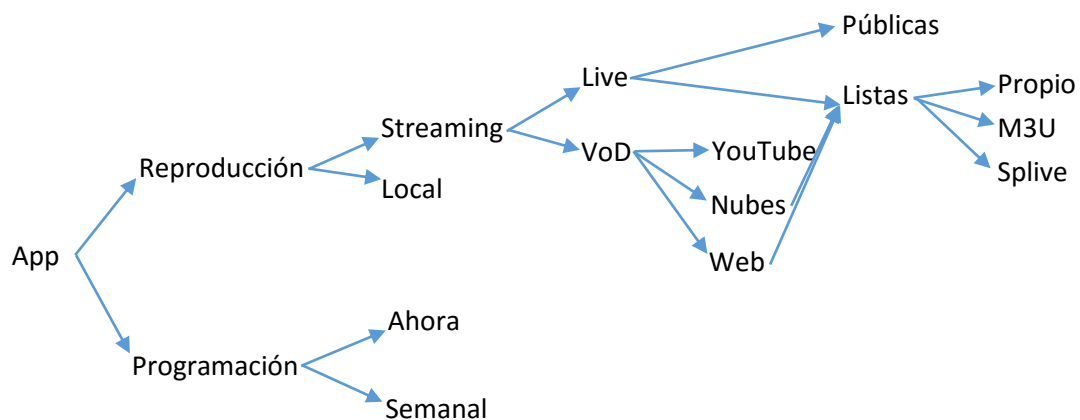 Públicas
Live
Listas
Propio
M3U
Splive
Streaming
VoD
YouTube
Reproducción
Local
Nubes
App
Web
Ahora
Programación
Semanal